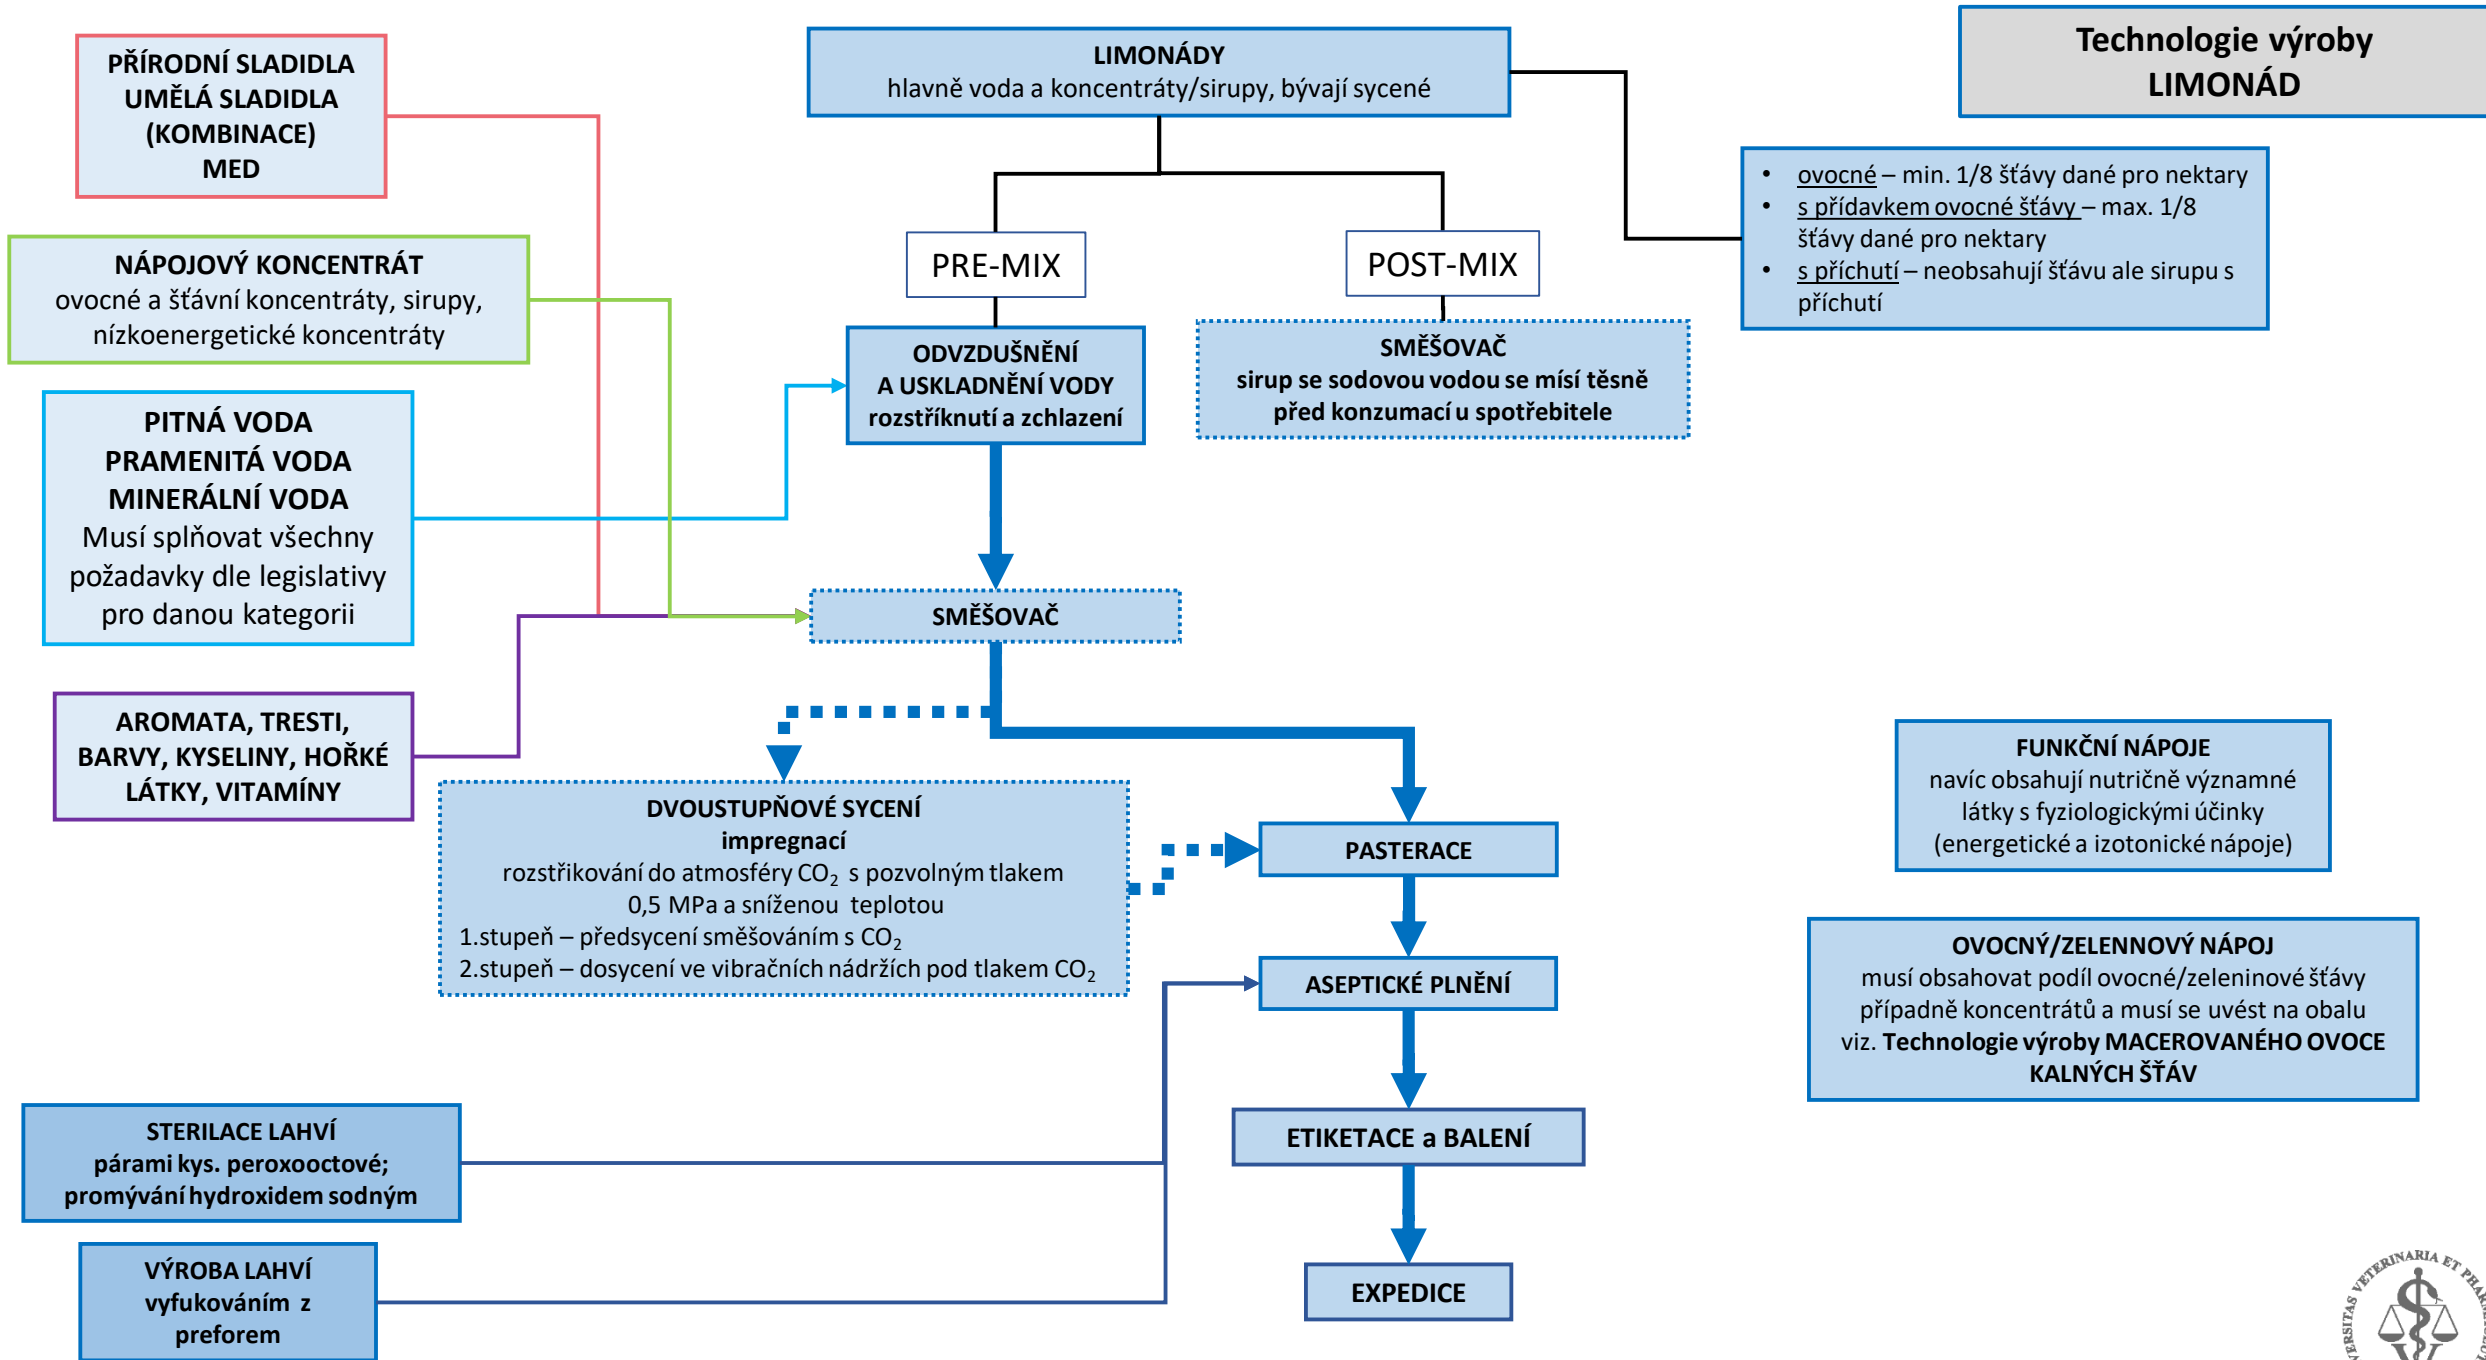 Technologie výroby
LIMONÁD
LIMONÁDY
hlavně voda a koncentráty/sirupy, bývají sycené
• ovocné – min. 1/8 šťávy dané pro nektary
• s přídavkem ovocné šťávy – max. 1/8
šťávy dané pro nektary
• s příchutí – neobsahují šťávu ale sirupu s
příchutí
PŘÍRODNÍ SLADIDLA
UMĚLÁ SLADIDLA
(KOMBINACE)
MED
NÁPOJOVÝ KONCENTRÁT
ovocné a šťávní koncentráty, sirupy,
nízkoenergetické koncentráty
PITNÁ VODA
PRAMENITÁ VODA
MINERÁLNÍ VODA
Musí splňovat všechny
požadavky dle legislativy
pro danou kategorii
AROMATA, TRESTI,
BARVY, KYSELINY, HOŘKÉ
LÁTKY, VITAMÍNY
PRE-MIX
POST-MIX
ODVZDUŠNĚNÍ
A USKLADNĚNÍ VODY
rozstříknutí a zchlazení
SMĚŠOVAČ
sirup se sodovou vodou se mísí těsně
před konzumací u spotřebitele
SMĚŠOVAČ
DVOUSTUPŇOVÉ SYCENÍ
impregnací
rozstřikování do atmosféry CO₂ s pozvolným tlakem
0,5 MPa a sníženou teplotou
1.stupeň – předsycení směšováním s CO₂
2.stupeň – dosycení ve vibračních nádržích pod tlakem CO₂
PASTERACE
ASEPTICKÉ PLNĚNÍ
ETIKETACE a BALENÍ
EXPEDICE
FUNKČNÍ NÁPOJE
navíc obsahují nutričně významné
látky s fyziologickými účinky
(energetické a izotonické nápoje)
OVOCNÝ/ZELENNOVÝ NÁPOJ
musí obsahovat podíl ovocné/zeleninové šťávy
případně koncentrátů a musí se uvést na obalu
viz. Technologie výroby MACEROVANÉHO OVOCE
KALNÝCH ŠŤÁV
STERILACE LAHVÍ
párami kys. peroxooctové;
promývání hydroxidem sodným
VÝROBA LAHVÍ
vyfukováním z
preforem
VETERINARIA ET